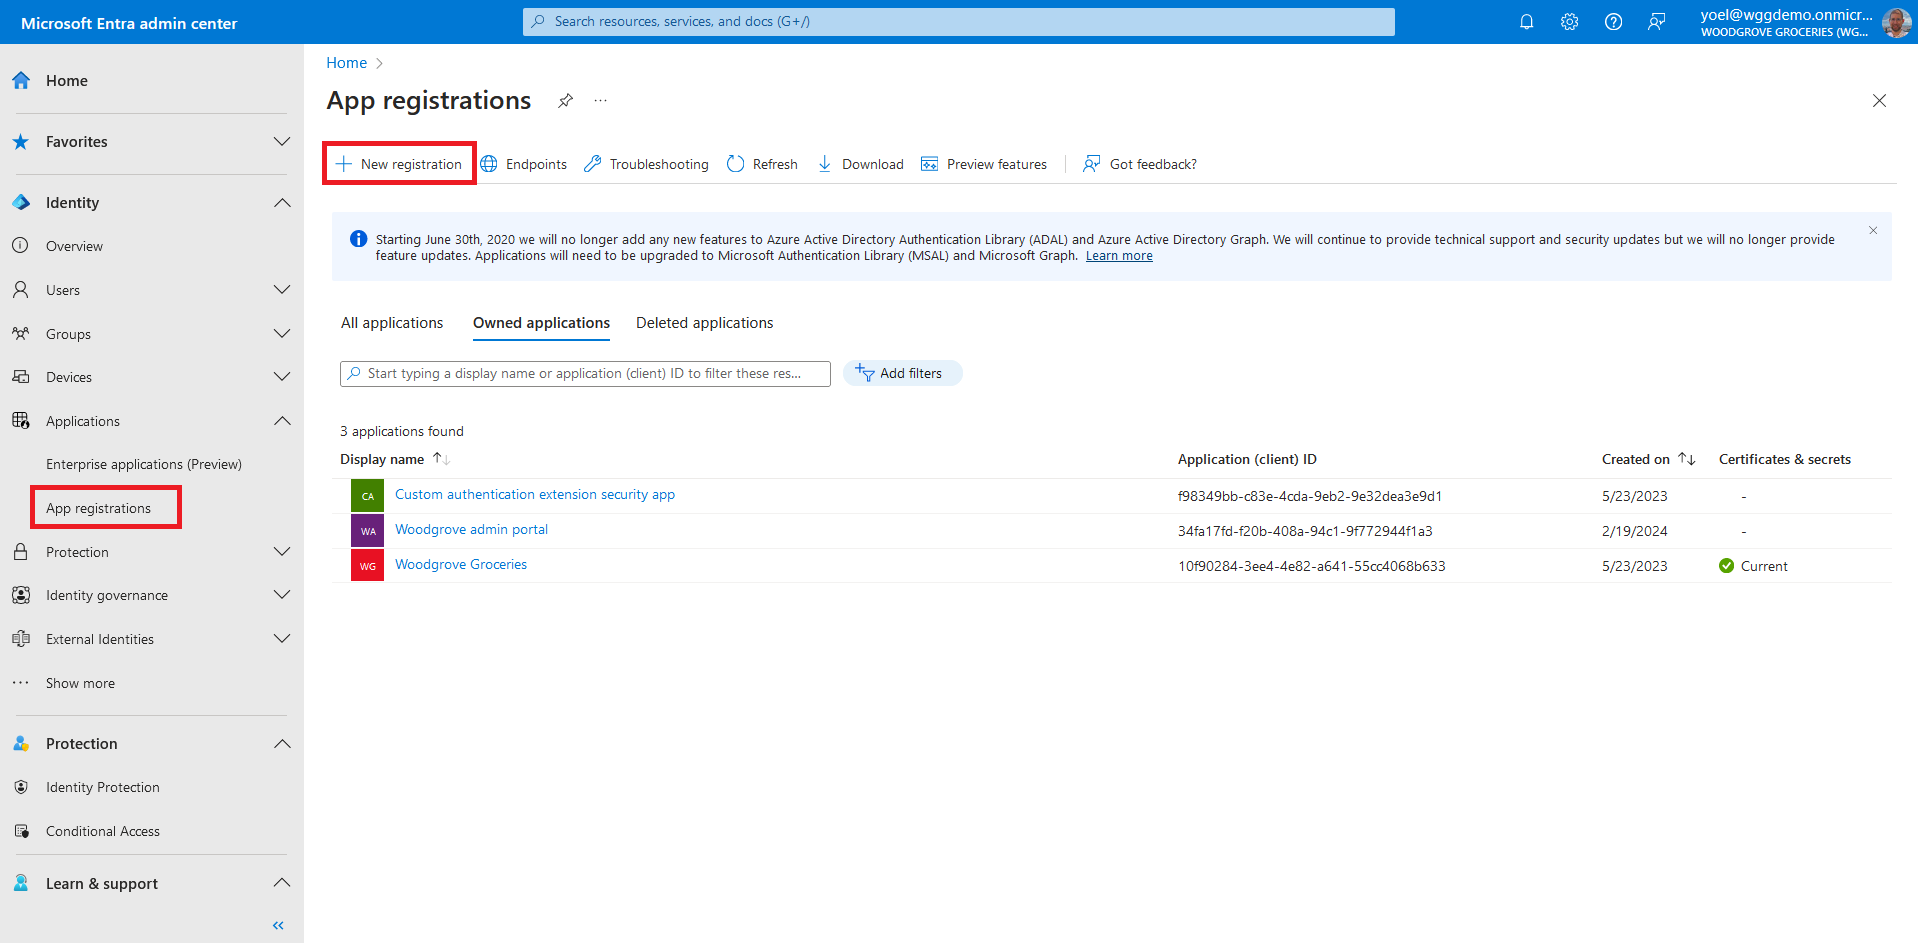 Microsoft Entra admin center
Search resources, services, and docs (G+/)
yoel@wggdemo.onmicr...
WOODGROVE GROCERIES (WG...
Home
Favorites
Identity
Overview
Users
Groups
Devices
Applications
Enterprise applications (Preview)
App registrations
Protection
Identity governance
External Identities
Show more
Protection
Identity Protection
Conditional Access
Learn & support
Home
App registrations
New registration
Endpoints
Troubleshooting
Refresh
Download
Preview features
Got feedback?
Starting June 30th, 2020 we will no longer add any new features to Azure Active Directory Authentication Library (ADAL) and Azure Active Directory Graph. We will continue to provide technical support and security updates but we will no longer provide
feature updates. Applications will need to be upgraded to Microsoft Authentication Library (MSAL) and Microsoft Graph. Learn more
All applications
Owned applications
Deleted applications
Start typing a display name or application (client) ID to filter these res...
Add filters
3 applications found
Display name
Application (client) ID
Created on
Certificates & secrets
CA Custom authentication extension security app f98349bb-c83e-4cda-9eb2-9e32dea3e9d1 5/23/2023 -
WA Woodgrove admin portal 34fa17fd-f20b-408a-94c1-9f772944f1a3 2/19/2024 -
WG Woodgrove Groceries 10f90284-3ee4-4e82-a641-55cc4068b633 5/23/2023 Current